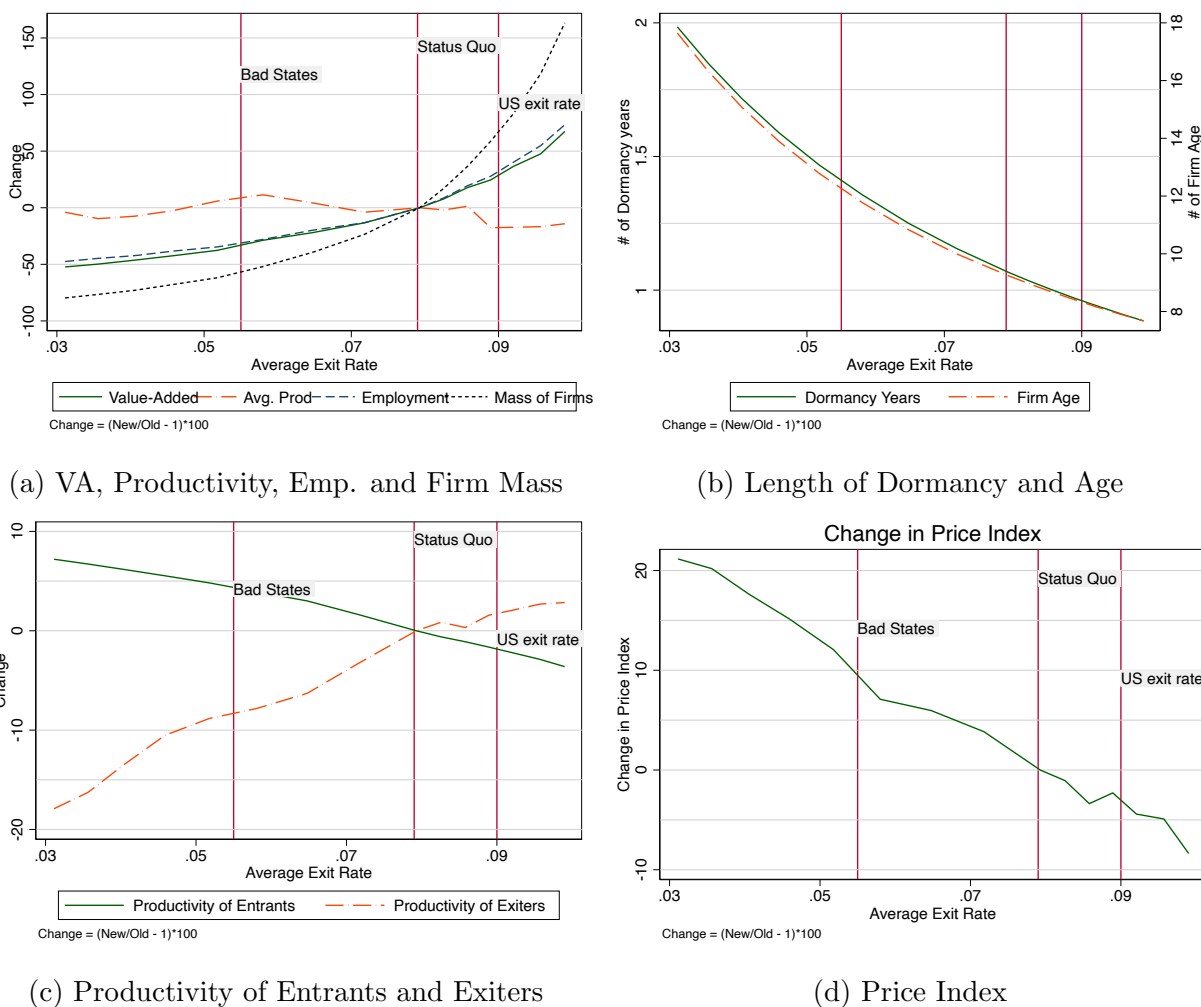 150
100
50
0
-50
-100
Change
Status Quo
Bad States
US exit rate
.03 .05 .07 .09
Average Exit Rate
Value-Added Avg. Prod Employment Mass of Firms
Change = (New/Old - 1)*100
(a) VA, Productivity, Emp. and Firm Mass
2
1.5
1
# of Dormancy years
18
16
14
12
10
8
# of Firm Age
.03 .05 .07 .09
Average Exit Rate
Dormancy Years Firm Age
Change = (New/Old - 1)*100
(b) Length of Dormancy and Age
10
0
-10
-20
Change
Status Quo
Bad States
US exit rate
.03 .05 .07 .09
Average Exit Rate
Productivity of Entrants Productivity of Exiters
Change = (New/Old - 1)*100
(c) Productivity of Entrants and Exiters
Change in Price Index
20
10
0
-10
Change in Price Index
Status Quo
Bad States
US exit rate
.03 .05 .07 .09
Average Exit Rate
Change = (New/Old - 1)*100
(d) Price Index